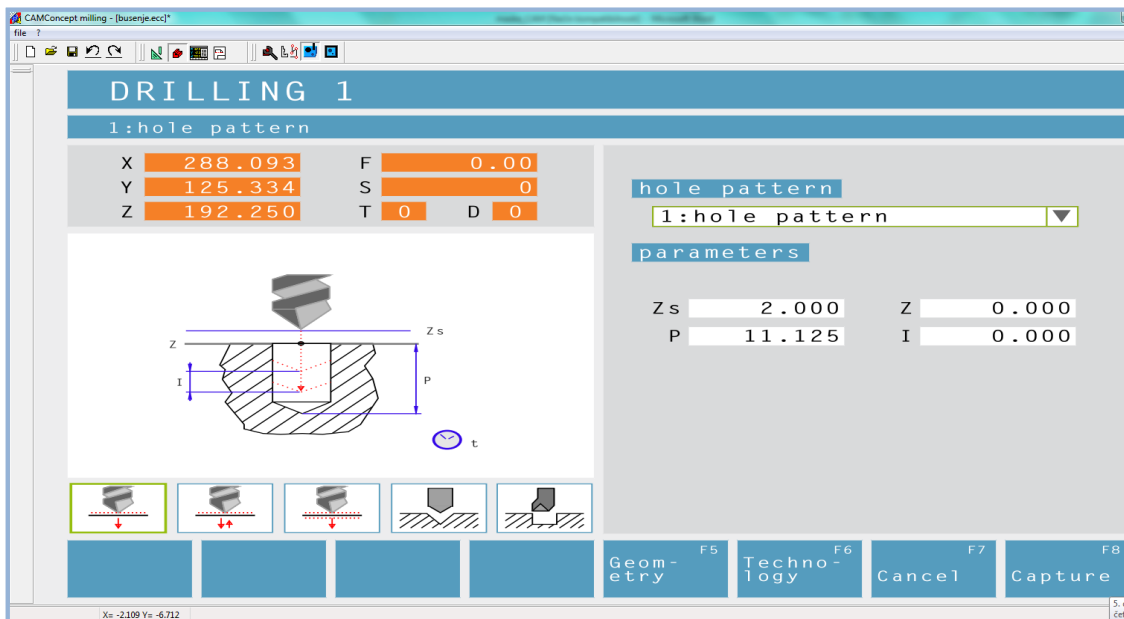 CAMConcept milling - [busenje.ecc]*
file ?
DRILLING 1
1:hole pattern
X 288.093 F 0.00
Y 125.334 S 0
Z 192.250 T 0 D 0
hole pattern
1:hole pattern
parameters
Zs 2.000 Z 0.000
P 11.125 I 0.000
Zs
Z
I
P
t
F5
Geom-
etry
F6
Techno-
logy
F7
Cancel
F8
Capture
X= -2.109 Y= -6.712
5.